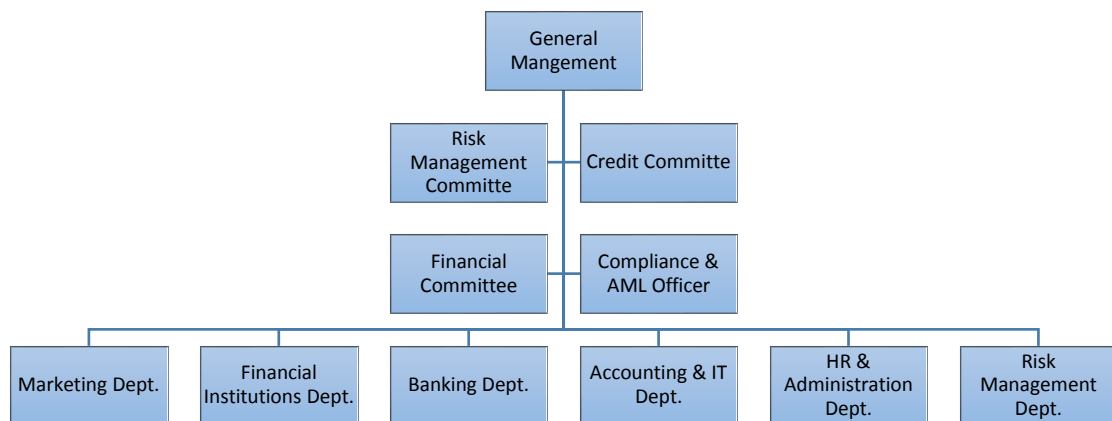 General
Mangement
Risk
Management
Committe
Credit Committe
Financial
Committee
Compliance &
AML Officer
Marketing Dept.
Financial
Institutions Dept.
Banking Dept.
Accounting & IT
Dept.
HR &
Administration
Dept.
Risk
Management
Dept.